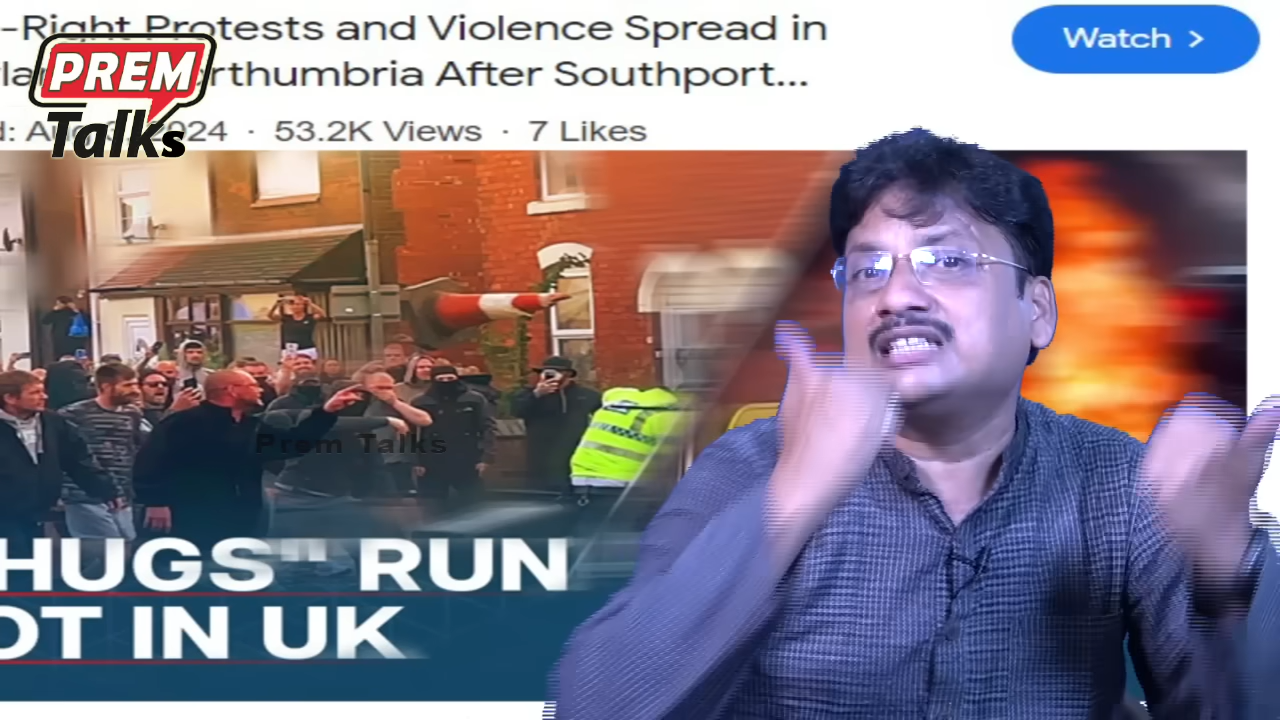 -Right Protests and Violence Spread in
rthumbria After Southport...
Watch >
PREM
Talks
2024 · 53.2K Views · 7 Likes
Prem Talks
HUGS" RUN
OT IN UK